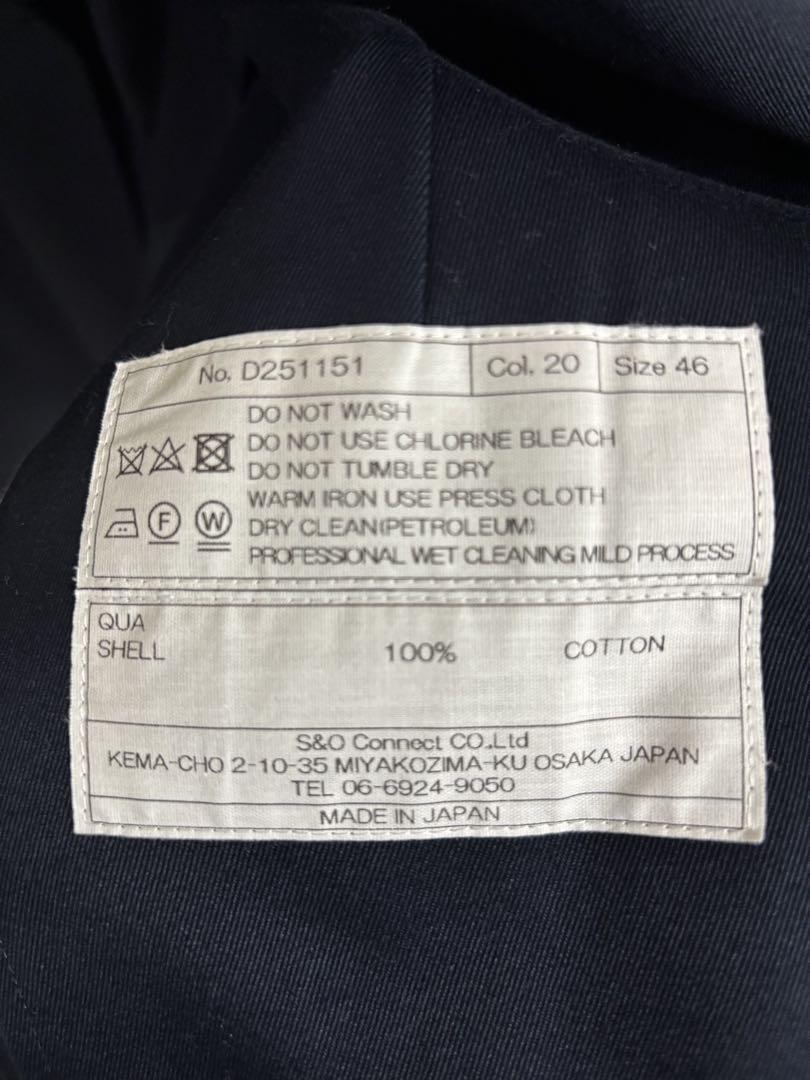 No. D251151 Col. 20 Size 46
DO NOT WASH
DO NOT USE CHLORINE BLEACH
DO NOT TUMBLE DRY
WARM IRON USE PRESS CLOTH
F W DRY CLEAN(PETROLEUM)
PROFESSIONAL WET CLEANING MILD PROCESS
QUA
SHELL 100% COTTON
S&O Connect CO.,Ltd
KEMA-CHO 2-10-35 MIYAKOZIMA-KU OSAKA JAPAN
TEL 06-6924-9050
MADE IN JAPAN